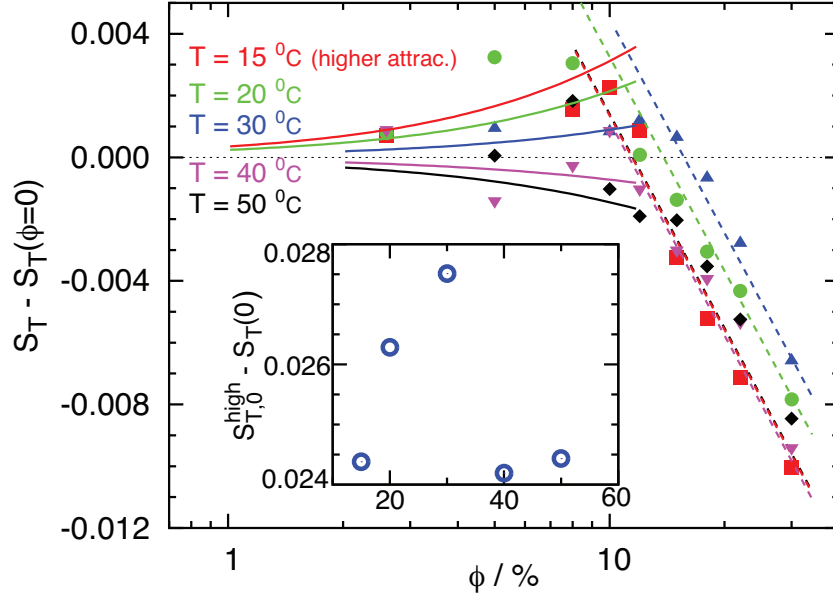 0.004
0.000
-0.004
-0.008
-0.012
S_T - S_T(ϕ=0)
T = 15 ⁰C (higher attrac.)
T = 20 ⁰C
T = 30 ⁰C
T = 40 ⁰C
T = 50 ⁰C
0.028
0.026
0.024
S_{T,0}^{high} - S_T(0)
20 40 60
1 10
ϕ / %